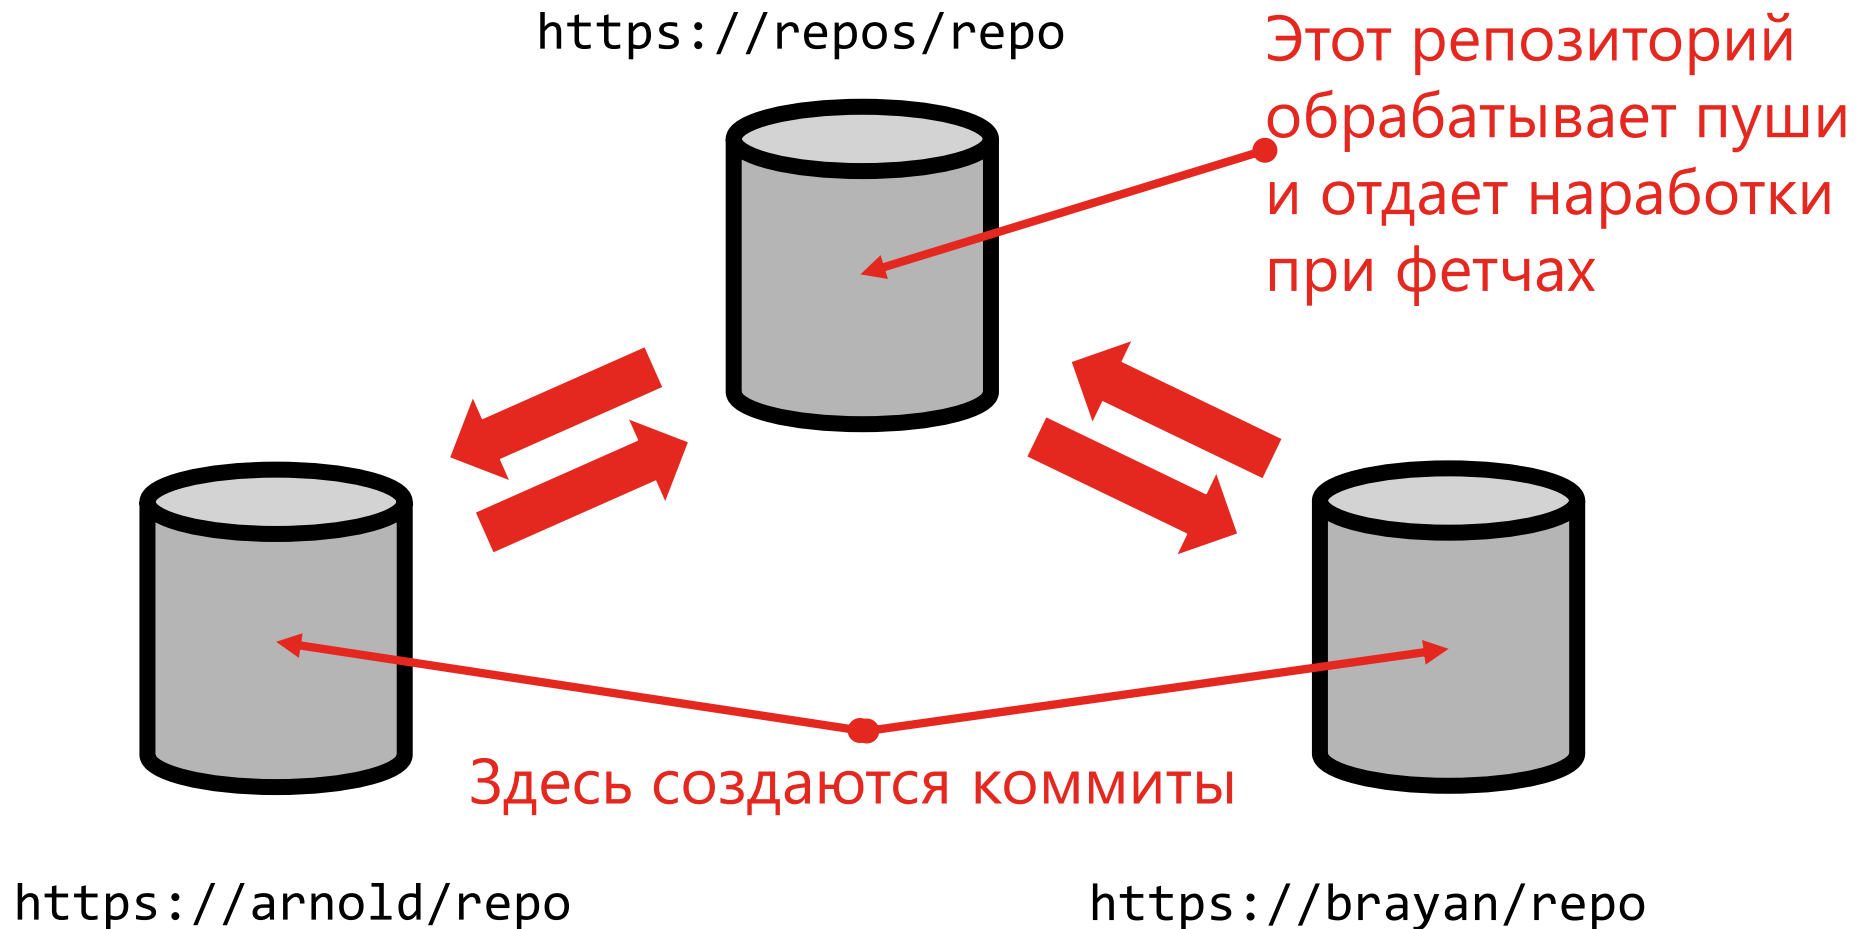 https://repos/repo
Этот репозиторий
обрабатывает пуши
и отдает наработки
при фетчах
Здесь создаются коммиты
https://arnold/repo
https://brayan/repo